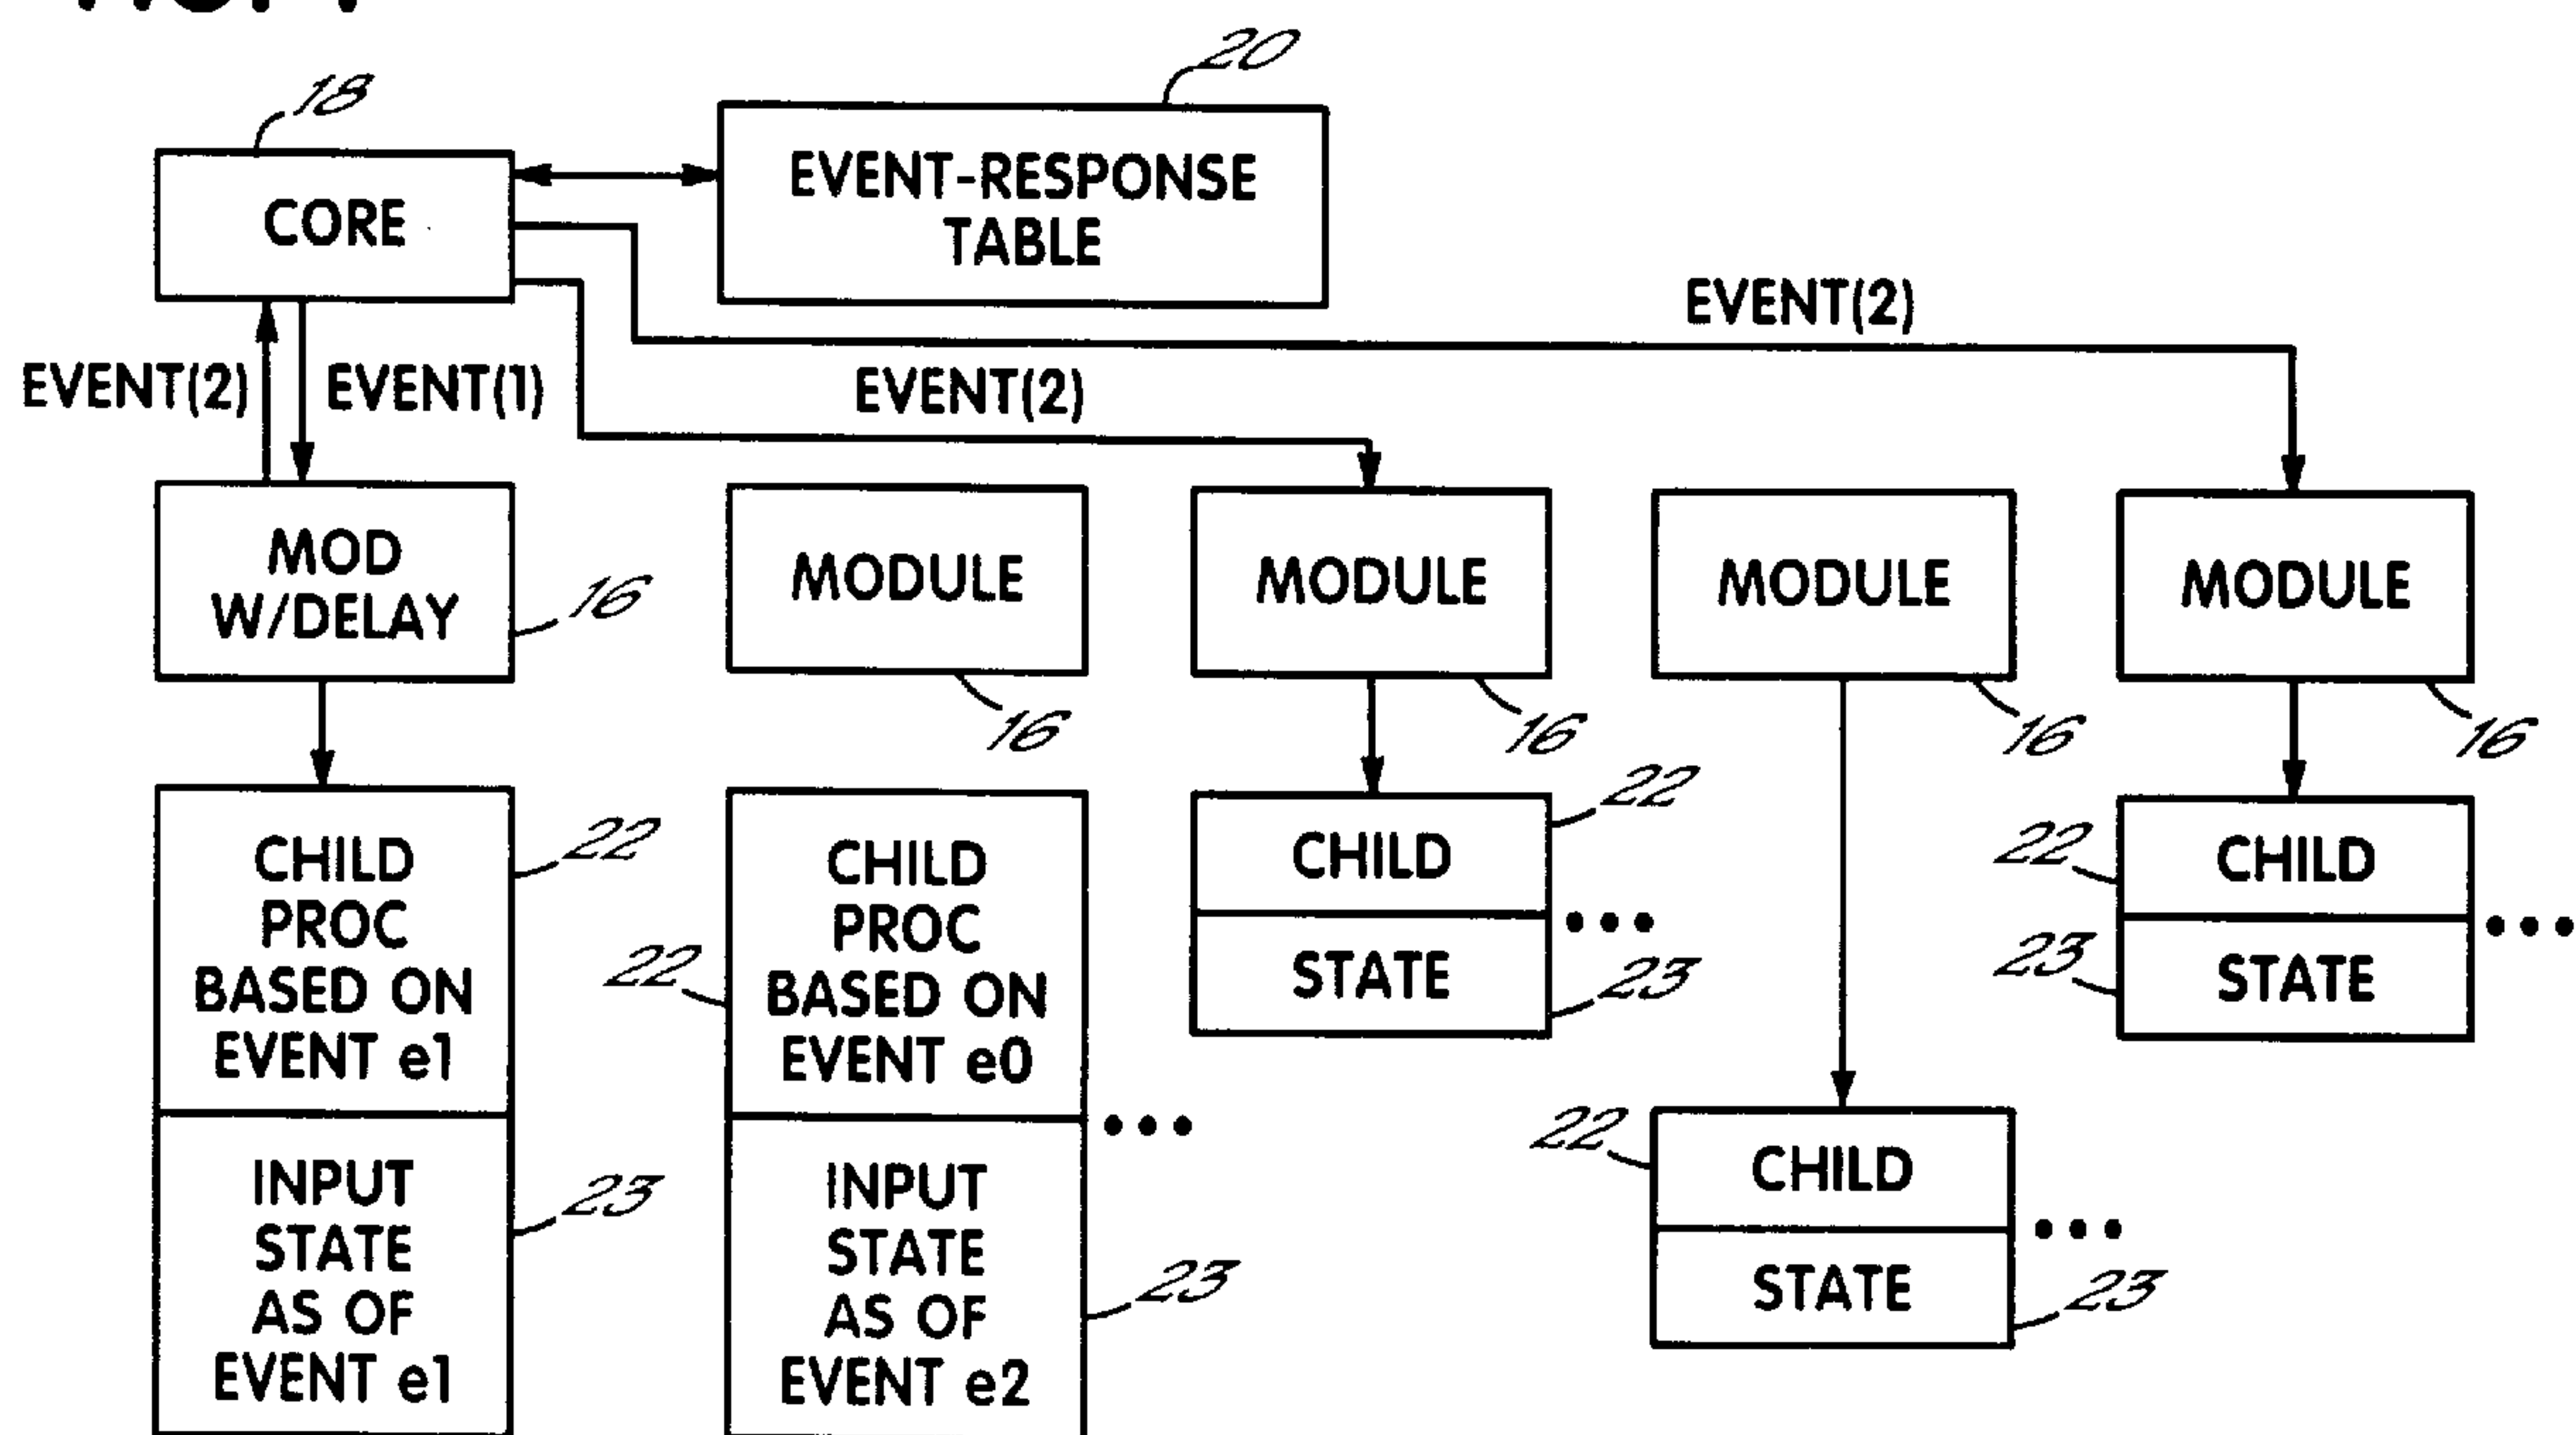 20
18
EVENT-RESPONSE
TABLE
CORE
EVENT(2)
EVENT(2)
EVENT(1)
EVENT(2)
MOD
W/DELAY
16
MODULE
16
MODULE
16
MODULE
16
MODULE
16
CHILD
PROC
BASED ON
EVENT e1
22
INPUT
STATE
AS OF
EVENT e1
23
CHILD
PROC
BASED ON
EVENT e0
22
INPUT
STATE
AS OF
EVENT e2
23
•••
CHILD
22
STATE
23
•••
CHILD
22
STATE
23
•••
CHILD
22
STATE
23
•••